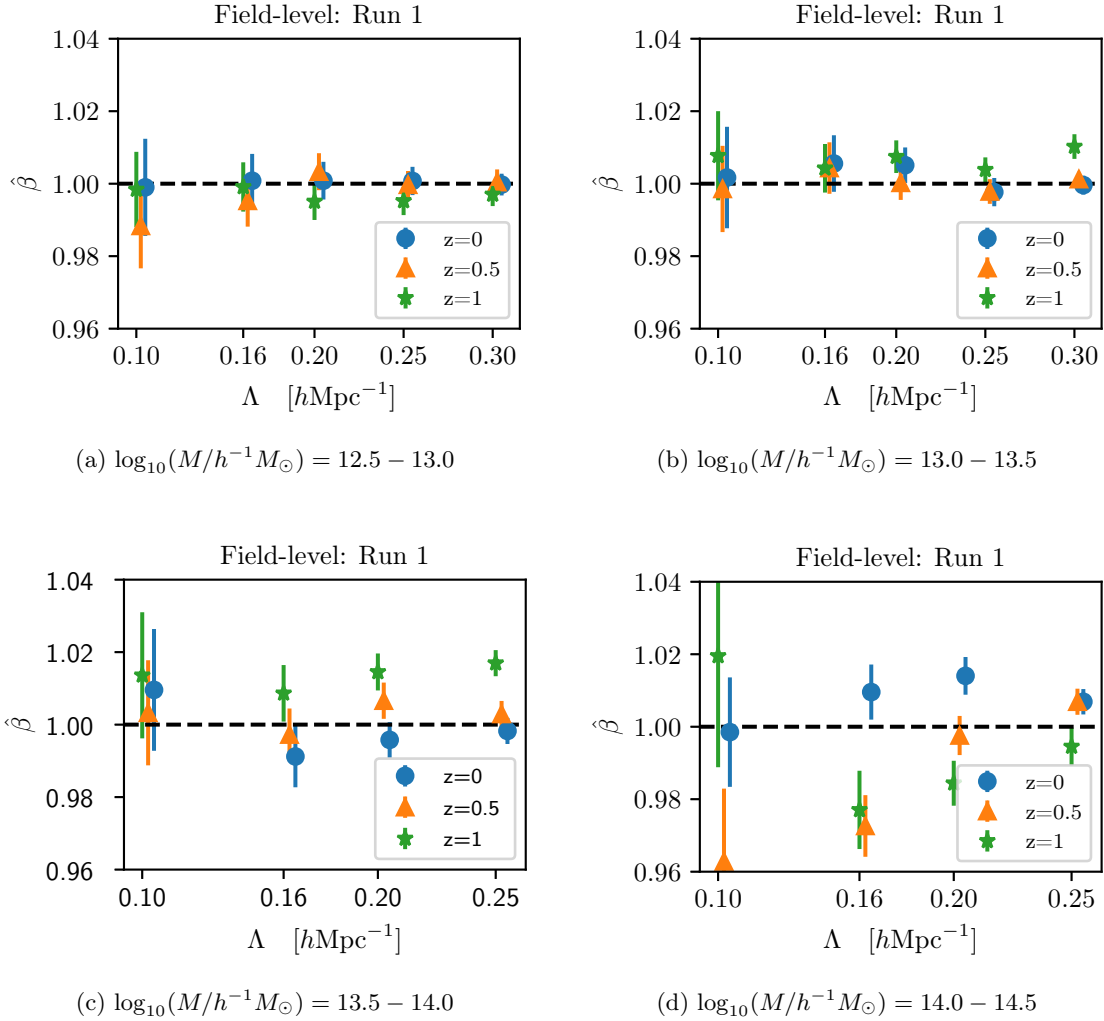 Field-level: Run 1
1.04
1.02
1.00
0.98
0.96
β̂
z=0
z=0.5
z=1
0.10 0.16 0.20 0.25 0.30
Λ [hMpc⁻¹]
(a) log₁₀(M/h⁻¹M⊙) = 12.5 − 13.0
Field-level: Run 1
1.04
1.02
1.00
0.98
0.96
β̂
z=0
z=0.5
z=1
0.10 0.16 0.20 0.25 0.30
Λ [hMpc⁻¹]
(b) log₁₀(M/h⁻¹M⊙) = 13.0 − 13.5
Field-level: Run 1
1.04
1.02
1.00
0.98
0.96
β̂
z=0
z=0.5
z=1
0.10 0.16 0.20 0.25
Λ [hMpc⁻¹]
(c) log₁₀(M/h⁻¹M⊙) = 13.5 − 14.0
Field-level: Run 1
1.04
1.02
1.00
0.98
0.96
β̂
z=0
z=0.5
z=1
0.10 0.16 0.20 0.25
Λ [hMpc⁻¹]
(d) log₁₀(M/h⁻¹M⊙) = 14.0 − 14.5